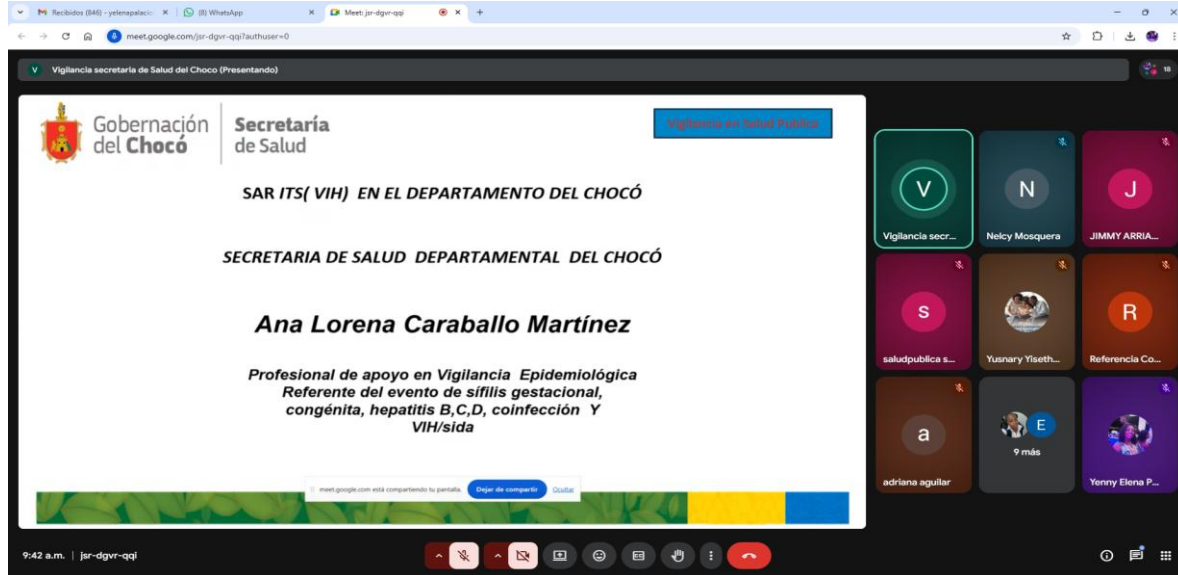 Recibidos (846) - yelenapalacio
(8) WhatsApp
Meet: jsr-dgvr-qqi
meet.google.com/jsr-dgvr-qqi?authuser=0
V Vigilancia secretaria de Salud del Choco (Presentando)
18
Gobernación
del Chocó
Secretaría
de Salud
Vigilancia en Salud Publica
SAR ITS( VIH) EN EL DEPARTAMENTO DEL CHOCÓ
SECRETARIA DE SALUD DEPARTAMENTAL DEL CHOCÓ
Ana Lorena Caraballo Martínez
Profesional de apoyo en Vigilancia Epidemiológica
Referente del evento de sífilis gestacional,
congénita, hepatitis B,C,D, coinfección Y
VIH/sida
meet.google.com está compartiendo tu pantalla.
Dejar de compartir
Ocultar
V
Vigilancia secr...
N
Nelcy Mosquera
J
JIMMY ARRIA...
s
saludpublica s...
Yusnary Yiseth...
R
Referencia Co...
a
adriana aguilar
E
9 más
Yenny Elena P...
9:42 a.m. | jsr-dgvr-qqi